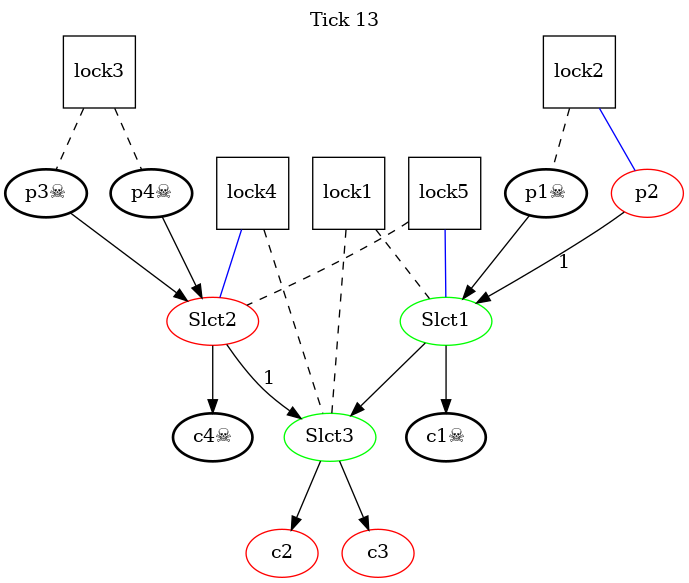 Tick 13
lock3
lock2
p3☠
p4☠
lock4
lock1
lock5
p1☠
p2
1
Slct2
Slct1
1
c4☠
Slct3
c1☠
c2
c3